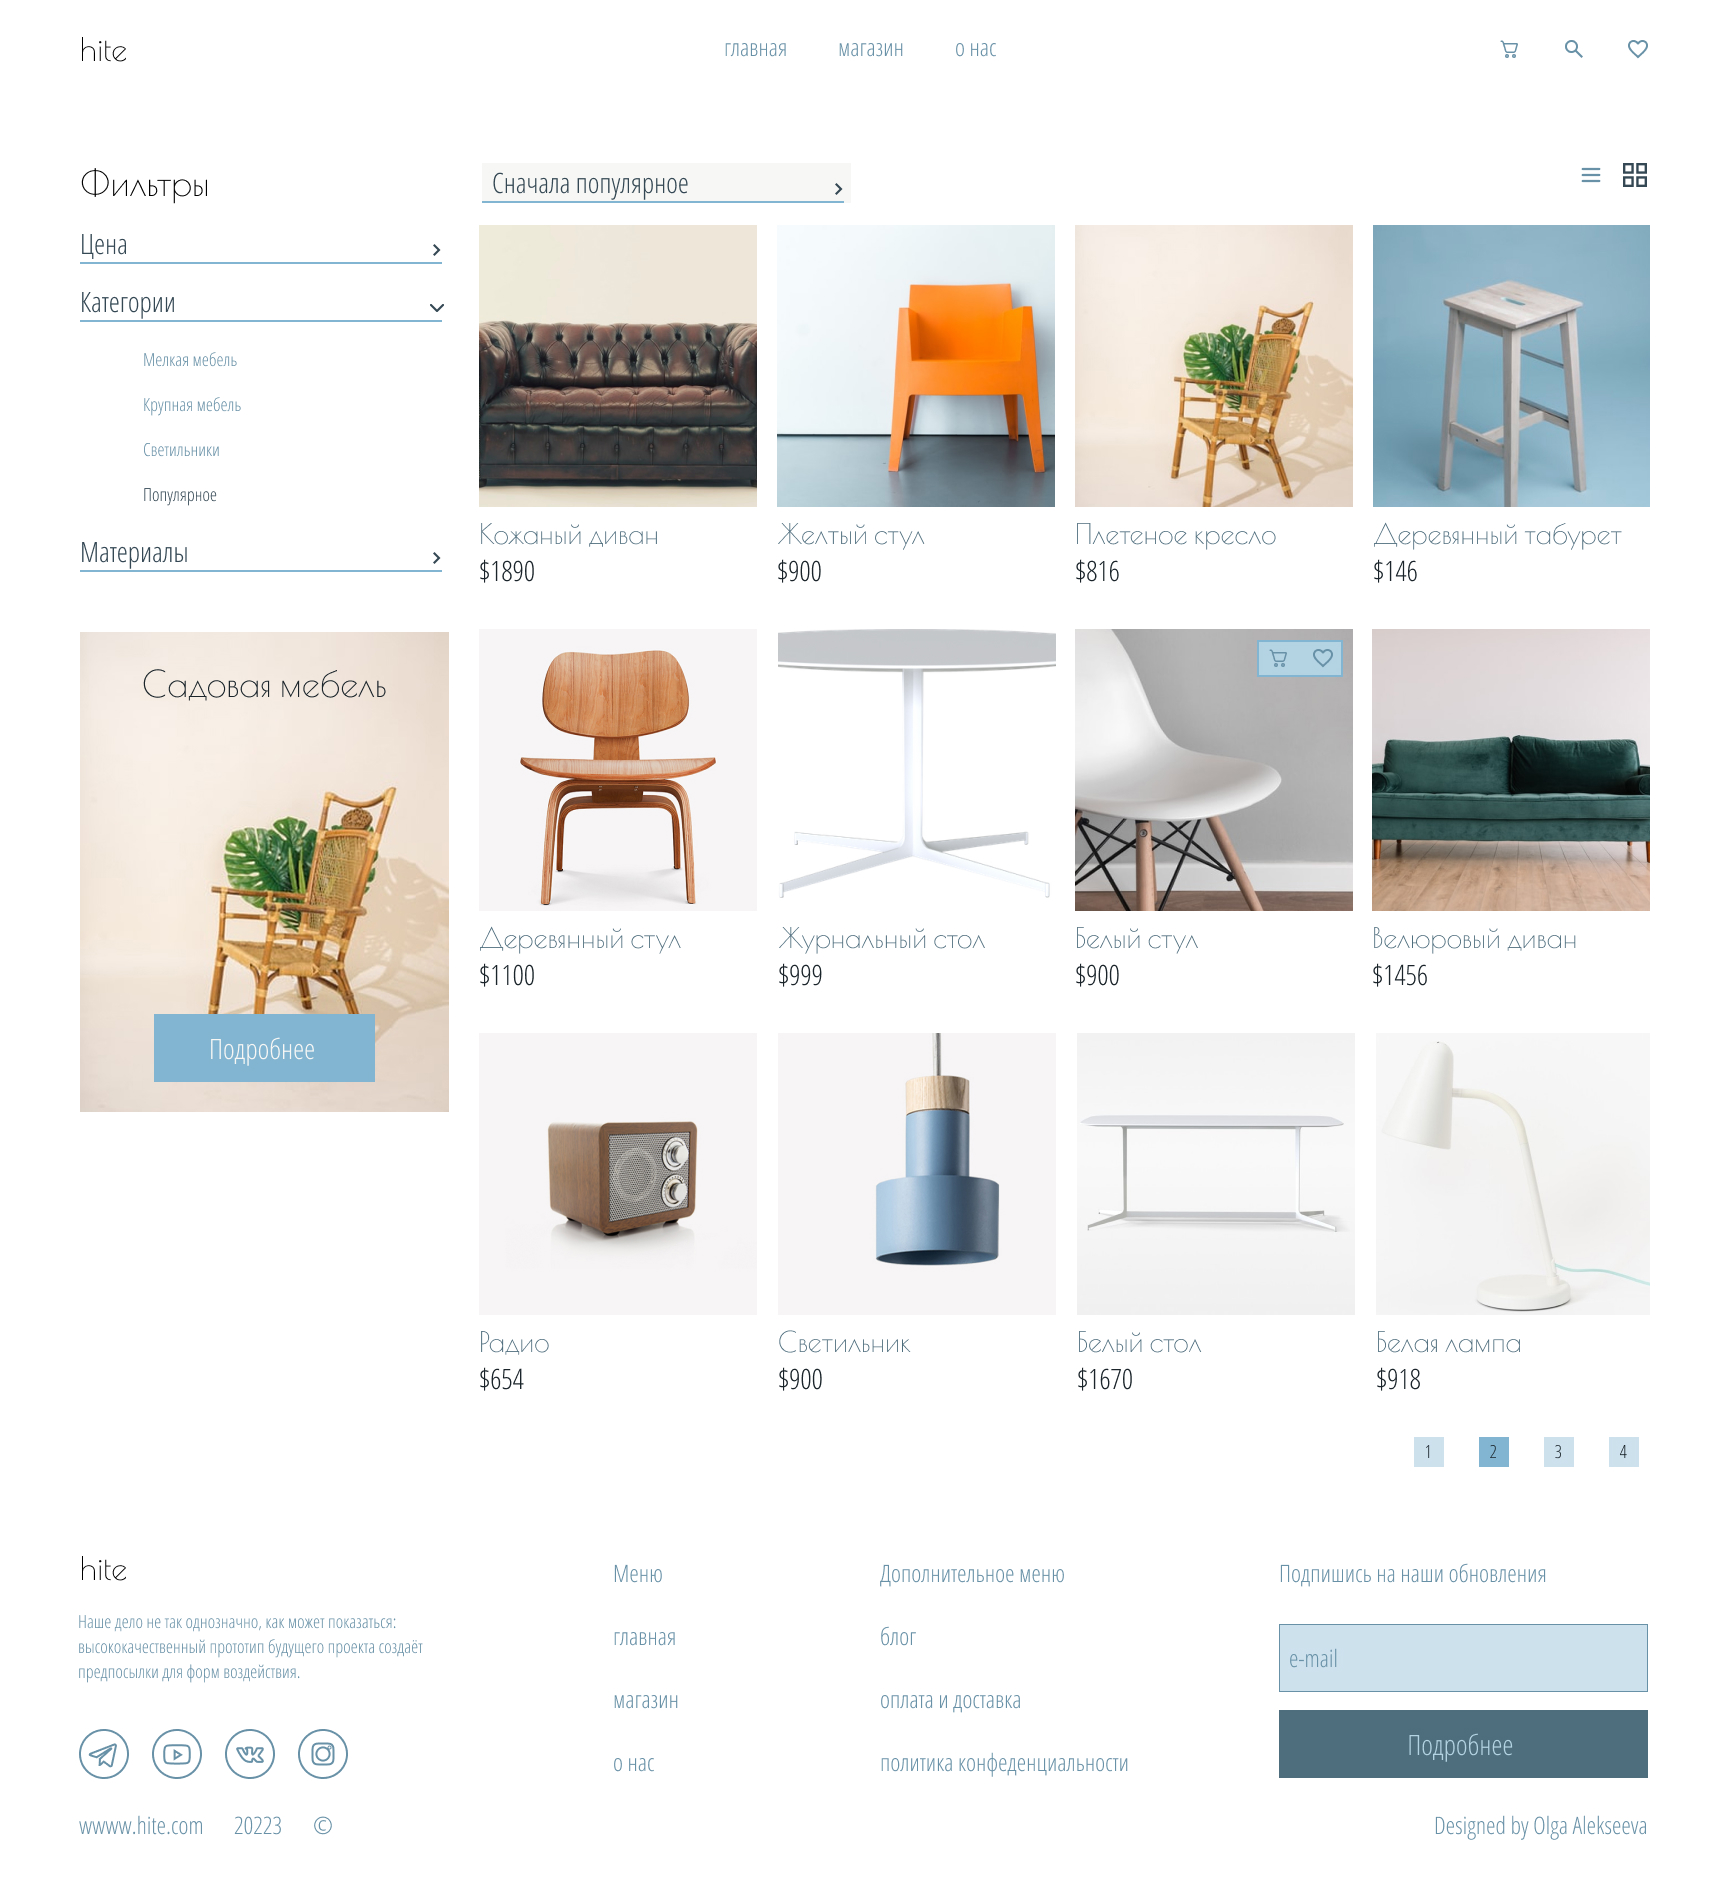 hite
главная
магазин
о нас
Фильтры
Сначала популярное
Цена
Категории
Мелкая мебель
Крупная мебель
Светильники
Популярное
Материалы
Садовая мебель
Подробнее
Кожаный диван
$1890
Желтый стул
$900
Плетеное кресло
$816
Деревянный табурет
$146
Деревянный стул
$1100
Журнальный стол
$999
Белый стул
$900
Велюровый диван
$1456
Радио
$654
Светильник
$900
Белый стол
$1670
Белая лампа
$918
1
2
3
4
hite
Наше дело не так однозначно, как может показаться:
высококачественный прототип будущего проекта создаёт
предпосылки для форм воздействия.
wwww.hite.com
20223
©
Меню
главная
магазин
о нас
Дополнительное меню
блог
оплата и доставка
политика конфеденциальности
Подпишись на наши обновления
e-mail
Подробнее
Designed by Olga Alekseeva